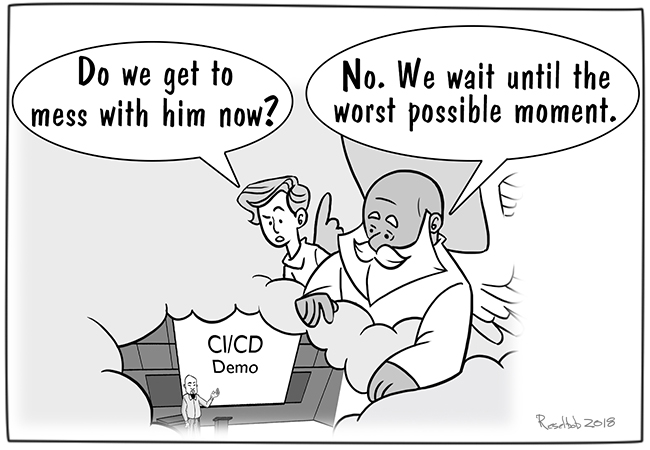 Do we get to
mess with him now?
No. We wait until the
worst possible moment.
CI/CD
Demo
Roselbob 2018